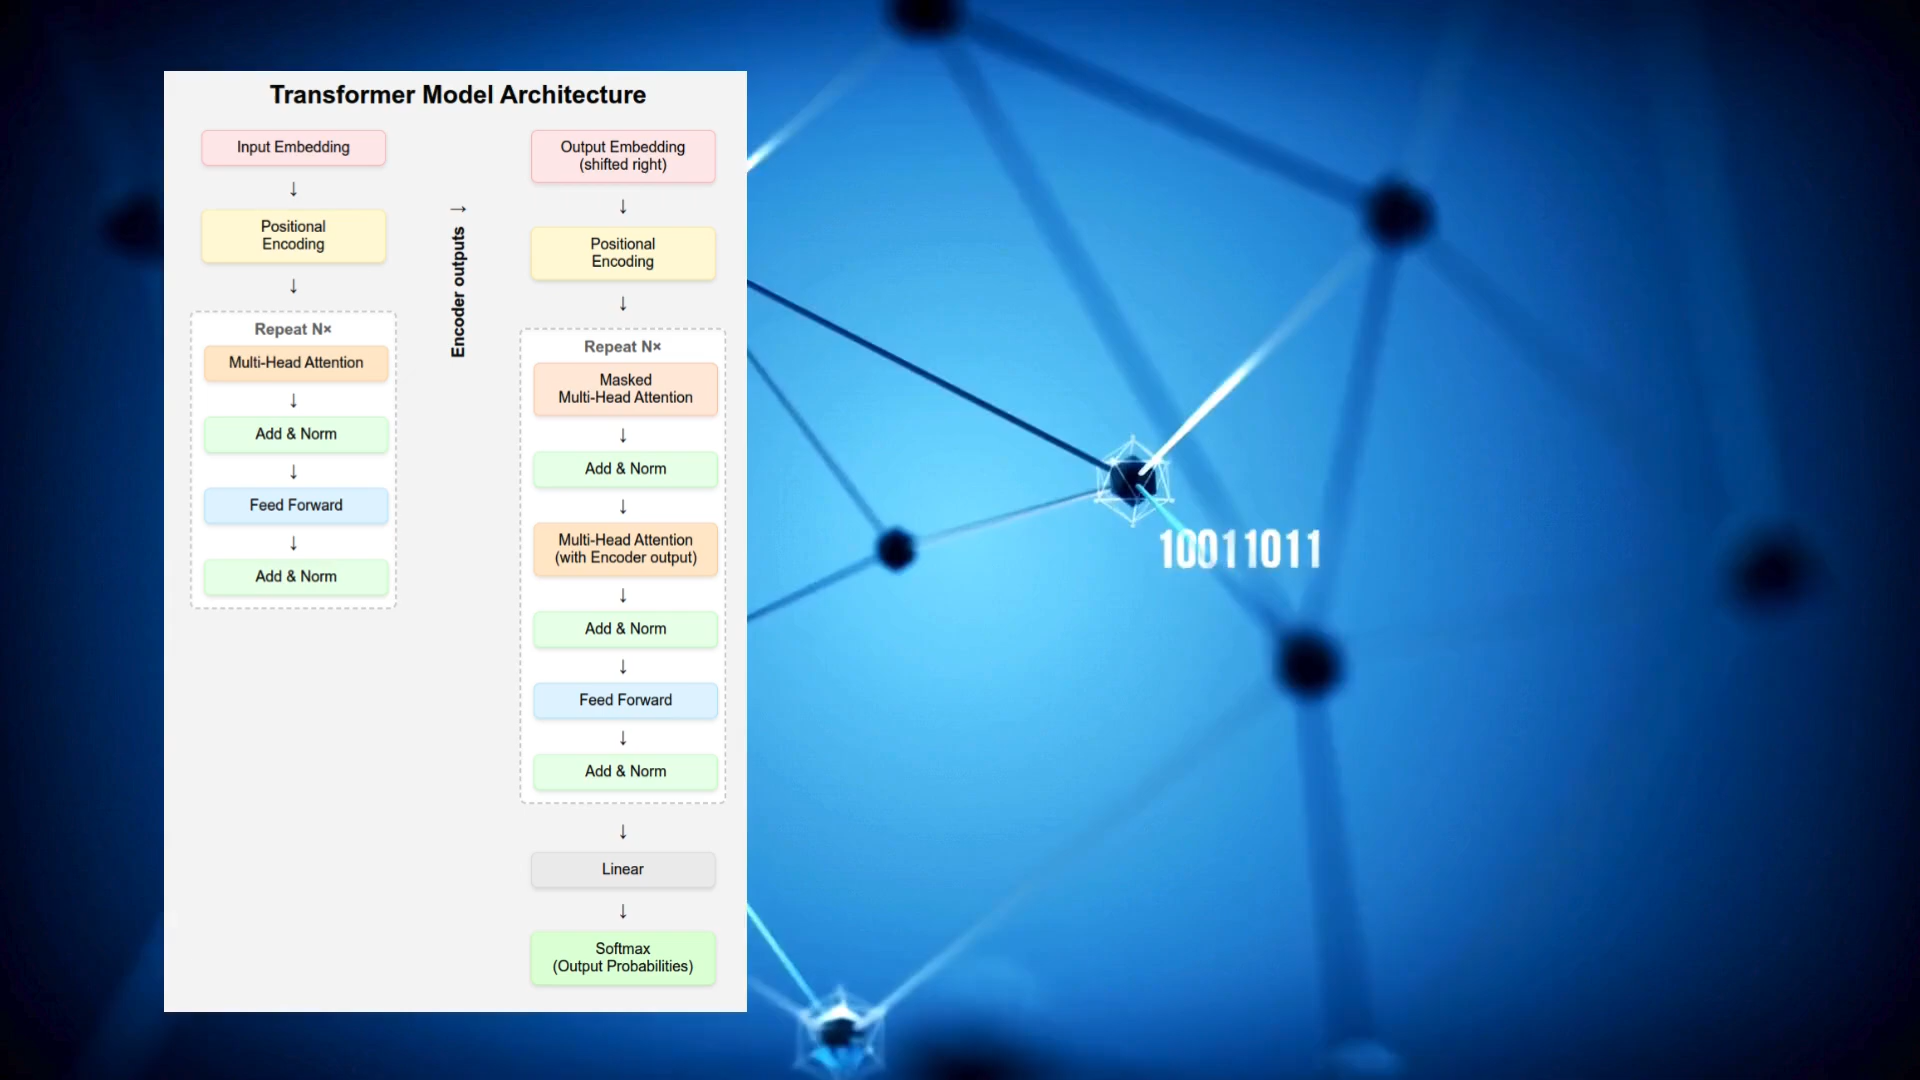 Transformer Model Architecture
Input Embedding
↓
Positional
Encoding
↓
Repeat N×
Multi-Head Attention
↓
Add & Norm
↓
Feed Forward
↓
Add & Norm
Encoder outputs →
Output Embedding
(shifted right)
↓
Positional
Encoding
↓
Repeat N×
Masked
Multi-Head Attention
↓
Add & Norm
↓
Multi-Head Attention
(with Encoder output)
↓
Add & Norm
↓
Feed Forward
↓
Add & Norm
↓
Linear
↓
Softmax
(Output Probabilities)
10011011